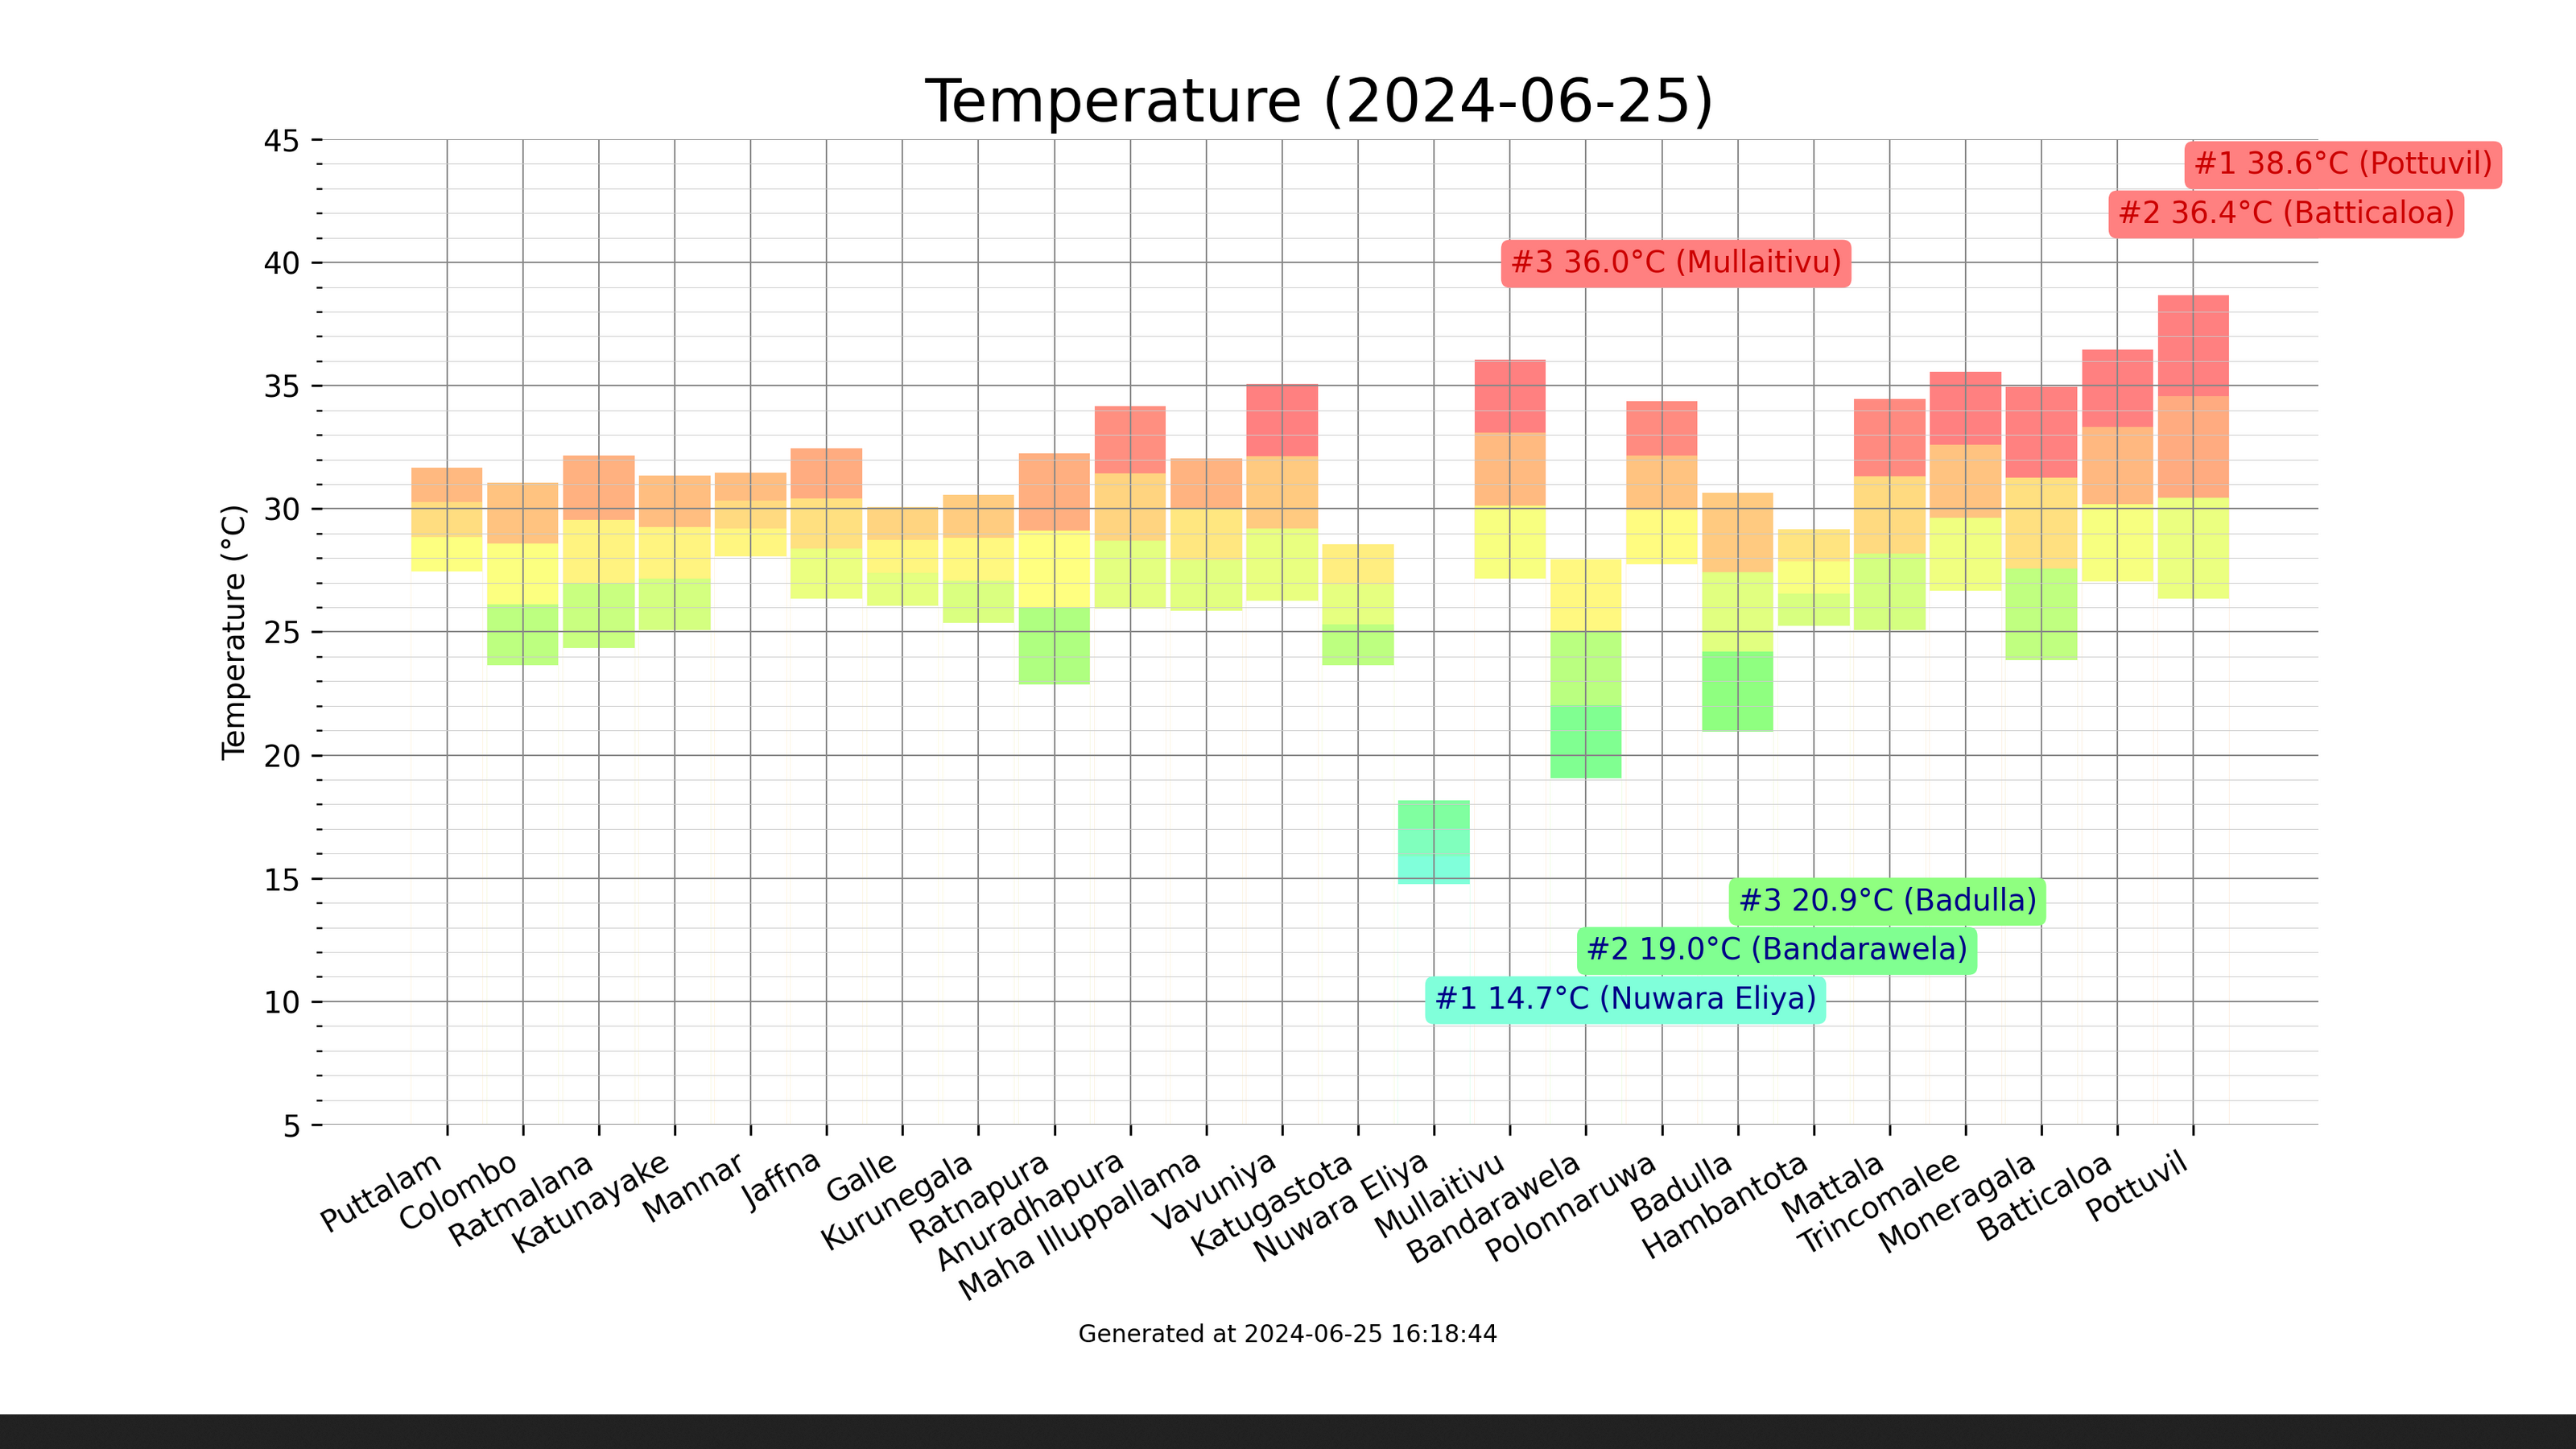 Temperature (2024-06-25)
45
40
35
30
25
20
15
10
5
Temperature (°C)
#1 38.6°C (Pottuvil)
#2 36.4°C (Batticaloa)
#3 36.0°C (Mullaitivu)
#3 20.9°C (Badulla)
#2 19.0°C (Bandarawela)
#1 14.7°C (Nuwara Eliya)
Puttalam
Colombo
Ratmalana
Katunayake
Mannar
Jaffna
Galle
Kurunegala
Ratnapura
Anuradhapura
Maha Illuppallama
Vavuniya
Katugastota
Nuwara Eliya
Mullaitivu
Bandarawela
Polonnaruwa
Badulla
Hambantota
Mattala
Trincomalee
Moneragala
Batticaloa
Pottuvil
Generated at 2024-06-25 16:18:44